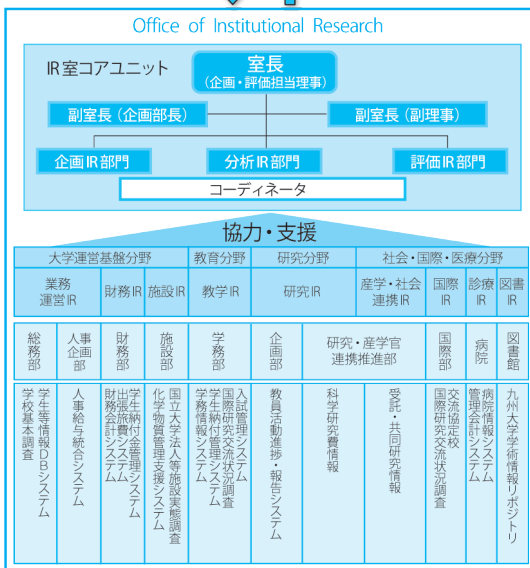 Office of Institutional Research
IR室コアユニット
室長
(企画・評価担当理事)
副室長(企画部長)
副室長(副理事)
企画IR部門
分析IR部門
評価IR部門
コーディネータ
協力・支援
大学運営基盤分野
教育分野
研究分野
社会・国際・医療分野
業務
運営IR
財務IR
施設IR
教学IR
研究IR
産学・社会
連携IR
国際
IR
診療
IR
図書
IR
総務部
人事
企画部
財務部
施設部
学務部
企画部
研究・産学官
連携推進部
国際部
病院
図書館
学生等情報DBシステム
学校基本調査
人事給与統合システム
学生納付金管理システム
出張旅費システム
財務会計システム
国立大学法人等施設実態調査
化学物質管理支援システム
入試管理システム
国際研究交流状況調査
学生納付管理システム
学務情報システム
教員活動進捗・報告システム
科学研究費情報
受託・共同研究情報
交流協定校
国際研究交流状況調査
病院情報システム
管理会計システム
九州大学学術情報リポジトリ